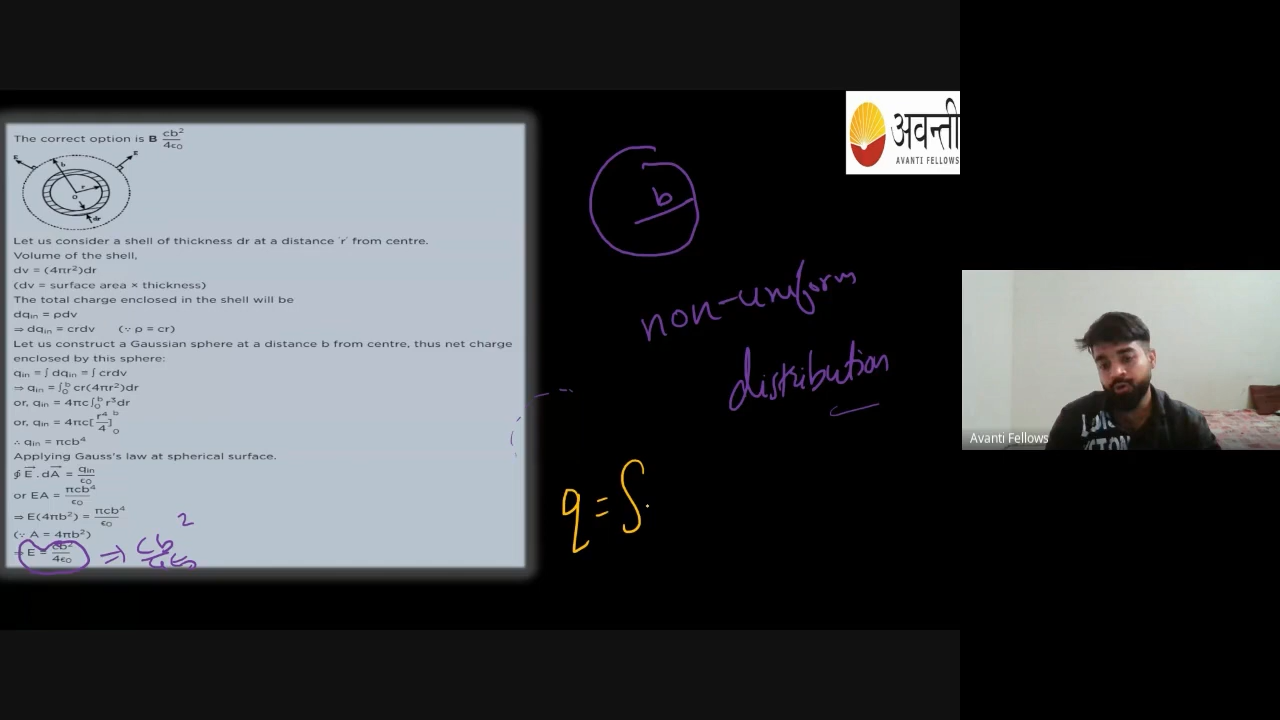 The correct option is B cb²/4ε₀
E b E
r
O
dr
Let us consider a shell of thickness dr at a distance 'r' from centre.
Volume of the shell,
dv = (4πr²)dr
(dv = surface area × thickness)
The total charge enclosed in the shell will be
dqᵢₙ = ρdv
⇒ dqᵢₙ = crdv (∵ ρ = cr)
Let us construct a Gaussian sphere at a distance b from centre, thus net charge
enclosed by this sphere:
qᵢₙ = ∫ dqᵢₙ = ∫ crdv
⇒ qᵢₙ = ∫₀ᵇ cr(4πr²)dr
or, qᵢₙ = 4πc∫₀ᵇ r³dr
or, qᵢₙ = 4πc[r⁴/4]₀ᵇ
∴ qᵢₙ = πcb⁴
Applying Gauss's law at spherical surface.
∮ E⃗ . dA⃗ = qᵢₙ/ε₀
or EA = πcb⁴/ε₀
⇒ E(4πb²) = πcb⁴/ε₀
(∵ A = 4πb²)
⇒ E = cb²/4ε₀ ⇒ cb²/4ε₀
b
non-uniform
distribution
q = ∫
अवन्ती
AVANTI FELLOWS
Avanti Fellows